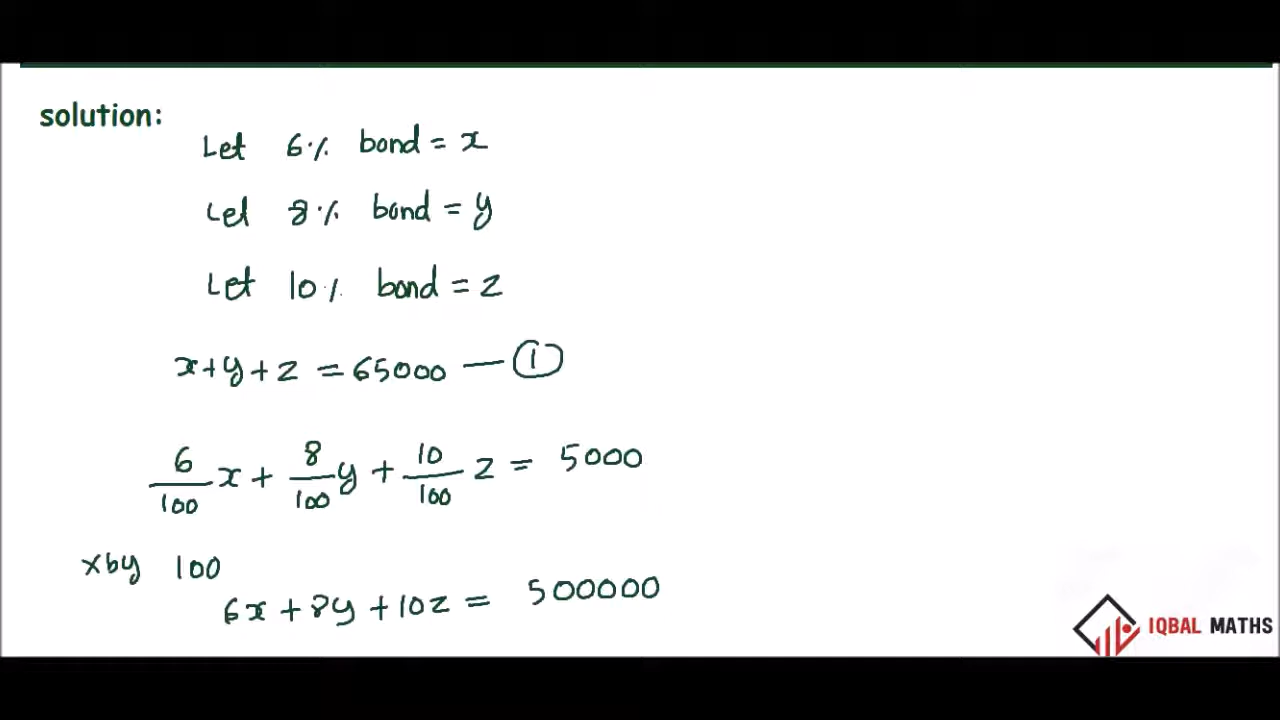 solution:
Let 6% bond = x
Let 8% bond = y
Let 10% bond = z
x+y+z = 65000 — ①
6/100 x + 8/100 y + 10/100 z = 5000
x by 100
6x + 8y + 10z = 500000
IQBAL MATHS